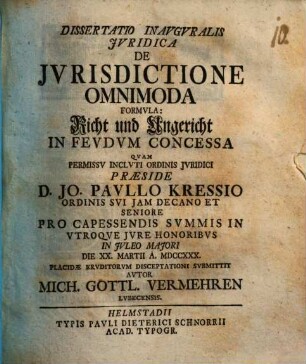 10
DISSERTATIO INAVGVRALIS
JVRIDICA
DE
JVRISDICTIONE
OMNIMODA
FORMVLA:
Richt und Ungericht
IN FEVDVM CONCESSA
QVAM
PERMISSV INCLVTI ORDINIS JVRIDICI
PRÆSIDE
D. JO. PAVLLO KRESSIO
ORDINIS SVI JAM DECANO ET
SENIORE
PRO CAPESSENDIS SVMMIS IN
VTROQVE JVRE HONORIBVS
IN JVLEO MAJORI
DIE XX. MARTII A. MDCCXXX.
PLACIDÆ ERVDITORVM DISCEPTATIONI SVBMITTIT
AVTOR
MICH. GOTTL. VERMEHREN
LVBECENSIS.
HELMSTADII
TYPIS PAVLI DIETERICI SCHNORRII
ACAD. TYPOGR.